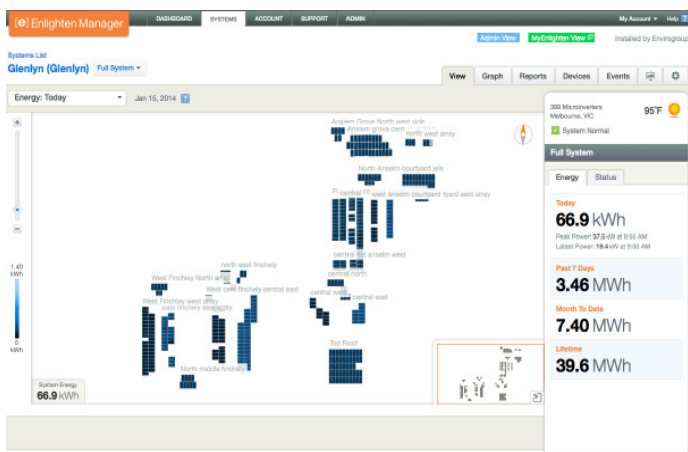 [e] Enlighten Manager
DASHBOARD SYSTEMS ACCOUNT SUPPORT ADMIN
My Account Help ?
Admin View MyEnlighten View Installed by Envirogroup
Systems List
Glenlyn (Glenlyn) Full System
View Graph Reports Devices Events
Energy: Today Jan 15, 2014
399 Microinverters
Melbourne, VIC
95°F
System Normal
Full System
Energy Status
Today
66.9 kWh
Peak Power: 37.5 kW at 9:55 AM
Latest Power: 19.4 kW at 9:50 AM
Past 7 Days
3.46 MWh
Month To Date
7.40 MWh
Lifetime
39.6 MWh
Anslem Grove North west side
Anslem grove cent
north west array
North Anselm courtyard
central west anselm courtyard tyard east array
central flat anselm west
north east finchely
central north
West Finchley North array
West cent finchley central east
West Finchley west array
central west
central east
Top Roof
North middle finchely
1.40
kWh
0
kWh
System Energy
66.9 kWh